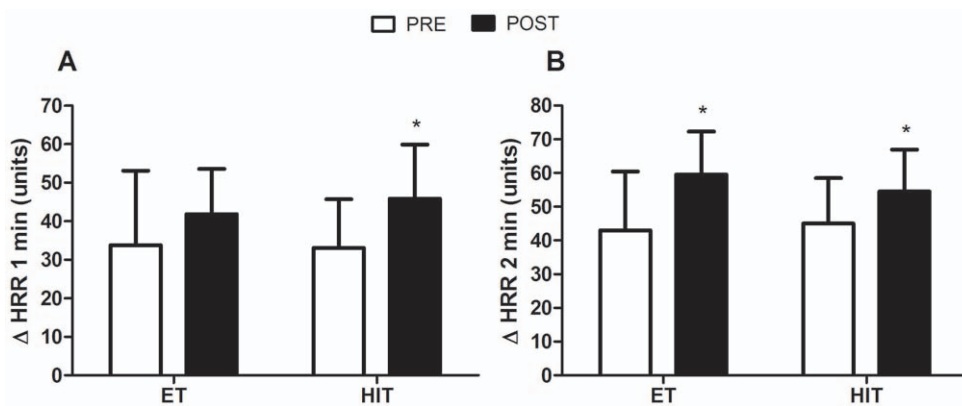 PRE POST
A
B
Δ HRR 1 min (units)
70
60
50
40
30
20
10
0
*
ET HIT
Δ HRR 2 min (units)
80
70
60
50
40
30
20
10
0
* *
ET HIT